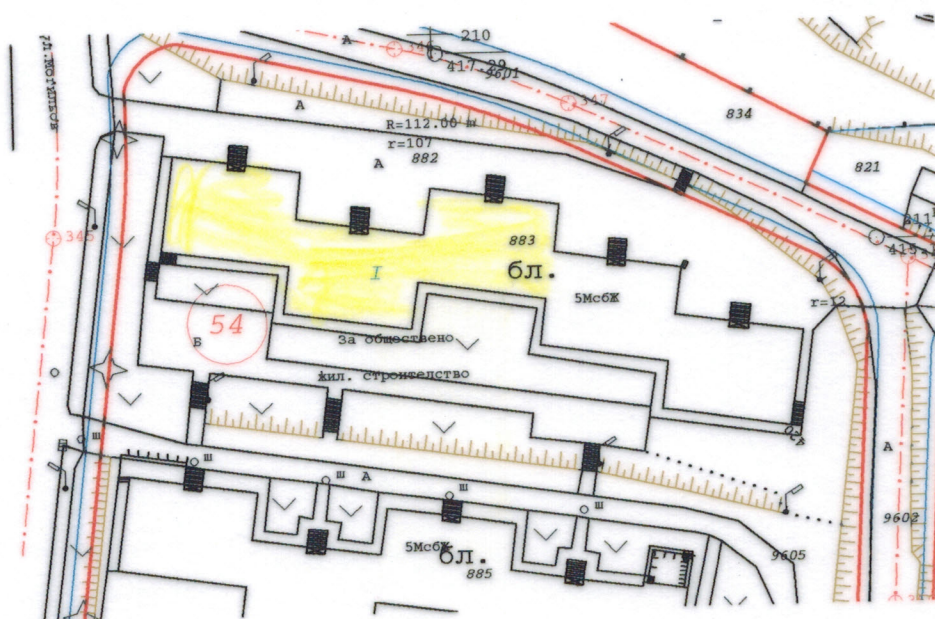 210
417.29
9601
347
834
А
А
R=112.00 m
r=107
882
А
821
345
883
бл.
I
5МсбЖ
r=12
54
Б
За обществено
жил. строителство
ш
ш
А
ш
ш
А
9602
5МсбЖ
бл.
885
9605